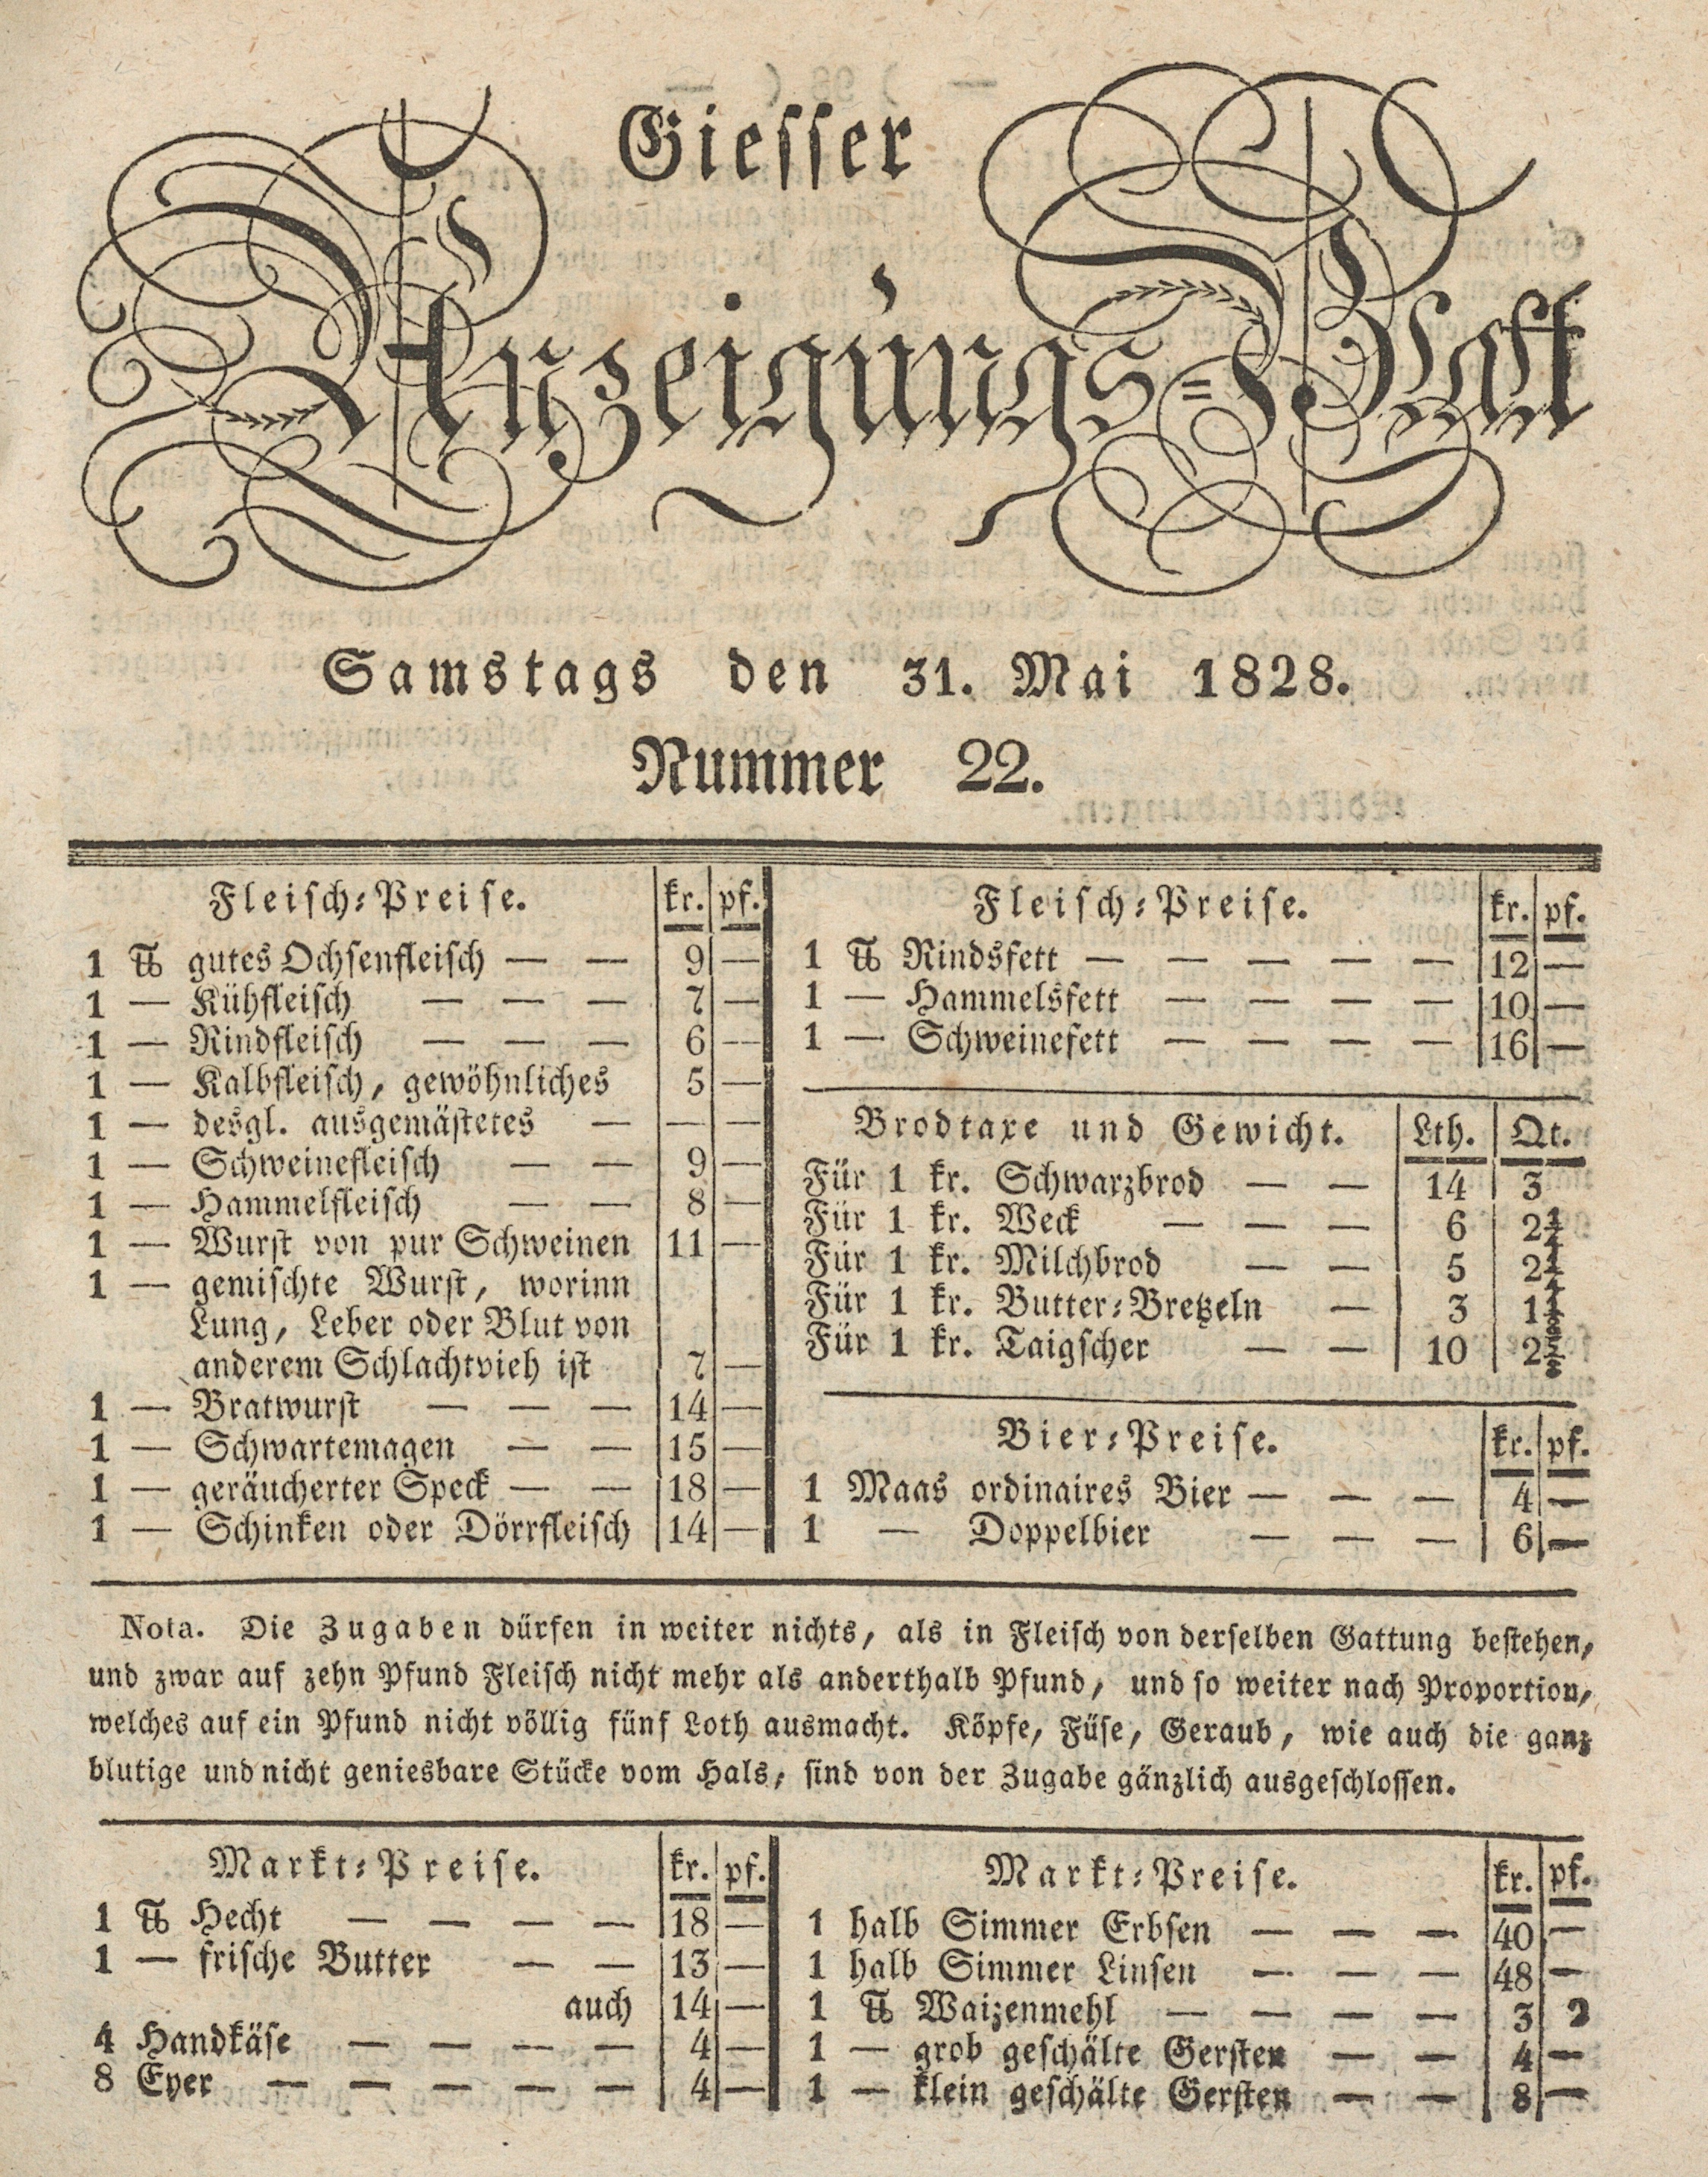 Giesser
Anzeigungs-Blatt
Samstags den 31. Mai 1828.
Nummer 22.
Fleisch-Preise. kr. pf.
1 ℔ gutes Ochsenfleisch — — 9 —
1 — Kühfleisch — — — 7 —
1 — Rindfleisch — — — 6 —
1 — Kalbfleisch, gewöhnliches 5 —
1 — desgl. ausgemästetes — — —
1 — Schweinefleisch — — 9 —
1 — Hammelfleisch — — 8 —
1 — Wurst von pur Schweinen 11 —
1 — gemischte Wurst, worinn
Lung, Leber oder Blut von
anderem Schlachtvieh ist 7 —
1 — Bratwurst — — — 14 —
1 — Schwartemagen — — 15 —
1 — geräucherter Speck — — 18 —
1 — Schinken oder Dörrfleisch 14 —
Fleisch-Preise. kr. pf.
1 ℔ Rindsfett — — — — — 12 —
1 — Hammelsfett — — — — 10 —
1 — Schweinefett — — — — 16 —
Brodtaxe und Gewicht. Lth. Qt.
Für 1 kr. Schwarzbrod — — 14 3
Für 1 kr. Weck — — — 6 2½
Für 1 kr. Milchbrod — — 5 2¼
Für 1 kr. Butter-Bretzeln — 3 1
Für 1 kr. Taigscher — — 10 2
Bier-Preise. kr. pf.
1 Maas ordinaires Bier — — — 4 —
1 — Doppelbier — — — 6 —
Nota. Die Zugaben dürfen in weiter nichts, als in Fleisch von derselben Gattung bestehen,
und zwar auf zehn Pfund Fleisch nicht mehr als anderthalb Pfund, und so weiter nach Proportion,
welches auf ein Pfund nicht völlig fünf Loth ausmacht. Köpfe, Füse, Geraub, wie auch die ganz
blutige und nicht geniesbare Stücke vom Hals, sind von der Zugabe gänzlich ausgeschlossen.
Markt-Preise. kr. pf.
1 ℔ Hecht — — — — 18 —
1 — frische Butter — — 13 —
auch 14 —
4 Handkäse — — — — 4 —
8 Eyer — — — — — 4 —
Markt-Preise. kr. pf.
1 halb Simmer Erbsen — — — 40 —
1 halb Simmer Linsen — — — 48 —
1 ℔ Waizenmehl — — — — 3 2
1 — grob geschälte Gersten — — 4 —
1 — klein geschälte Gersten — — 8 —